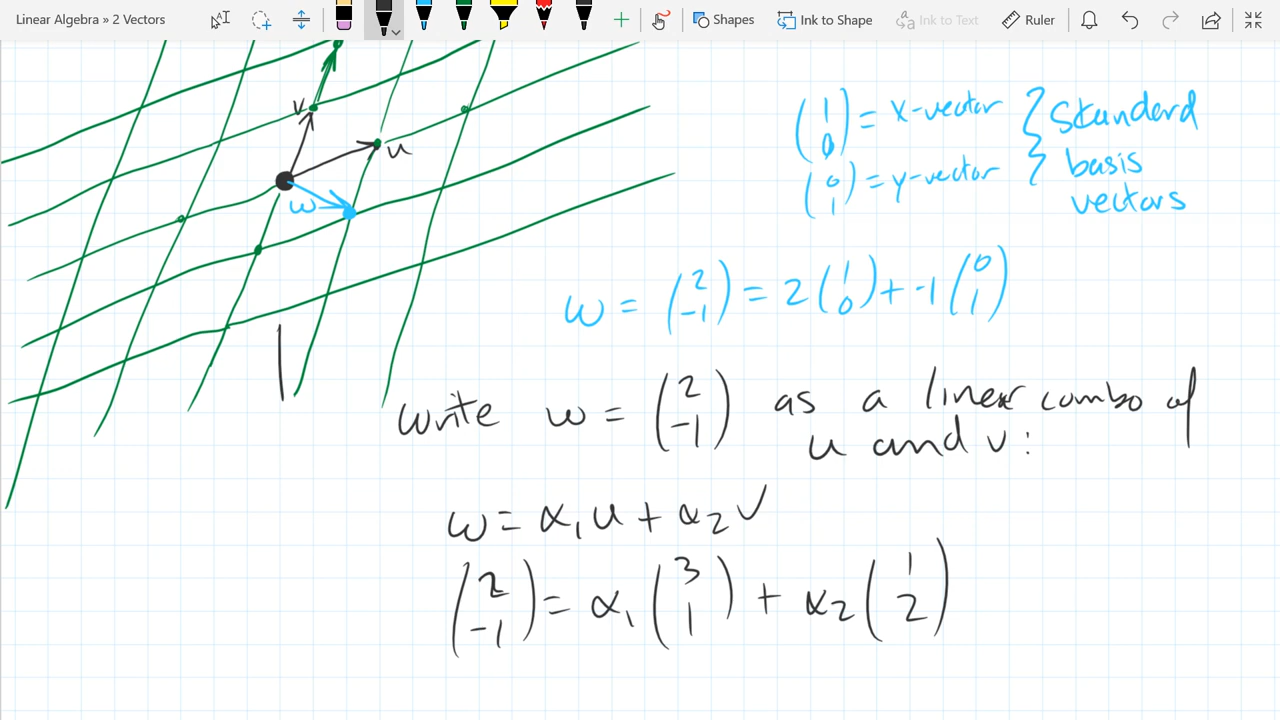 Linear Algebra » 2 Vectors
Shapes
Ink to Shape
Ink to Text
Ruler
v
u
w
(1 0) = x-vector
(0 1) = y-vector
} standard
basis
vectors
w = (2 -1) = 2(1 0) + -1(0 1)
Write w = (2 -1) as a linear combo of
u and v:
w = α₁u + α₂v
(2 -1) = α₁(3 1) + α₂(1 2)